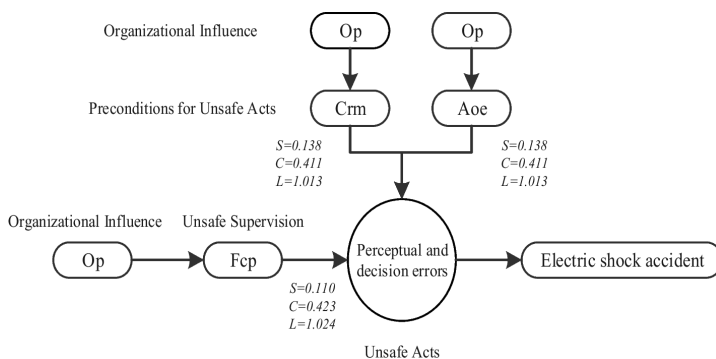 Organizational Influence
Op
Op
Preconditions for Unsafe Acts
Crm
Aoe
S=0.138
C=0.411
L=1.013
S=0.138
C=0.411
L=1.013
Organizational Influence
Unsafe Supervision
Op
Fcp
Perceptual and
decision errors
Electric shock accident
S=0.110
C=0.423
L=1.024
Unsafe Acts